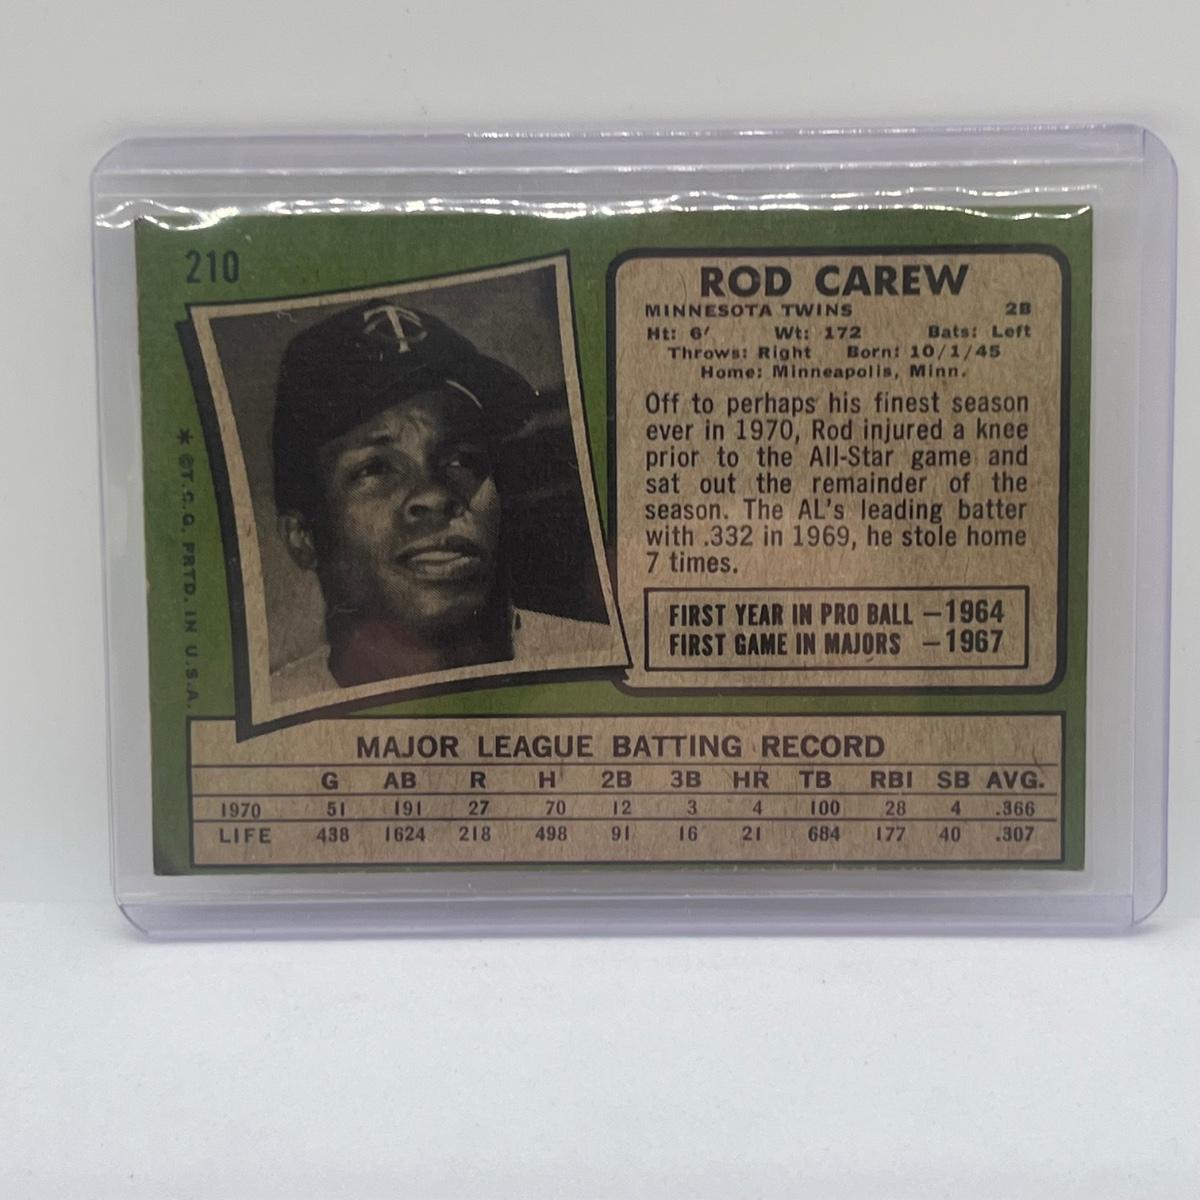 210
TC
* ©T.C.G. PRTD. IN U.S.A.
ROD CAREW
MINNESOTA TWINS 2B
Ht: 6' Wt: 172 Bats: Left
Throws: Right Born: 10/1/45
Home: Minneapolis, Minn.
Off to perhaps his finest season
ever in 1970, Rod injured a knee
prior to the All-Star game and
sat out the remainder of the
season. The AL's leading batter
with .332 in 1969, he stole home
7 times.
FIRST YEAR IN PRO BALL —1964
FIRST GAME IN MAJORS —1967
MAJOR LEAGUE BATTING RECORD
G AB R H 2B 3B HR TB RBI SB AVG.
1970 51 191 27 70 12 3 4 100 28 4 .366
LIFE 438 1624 218 498 91 16 21 684 177 40 .307